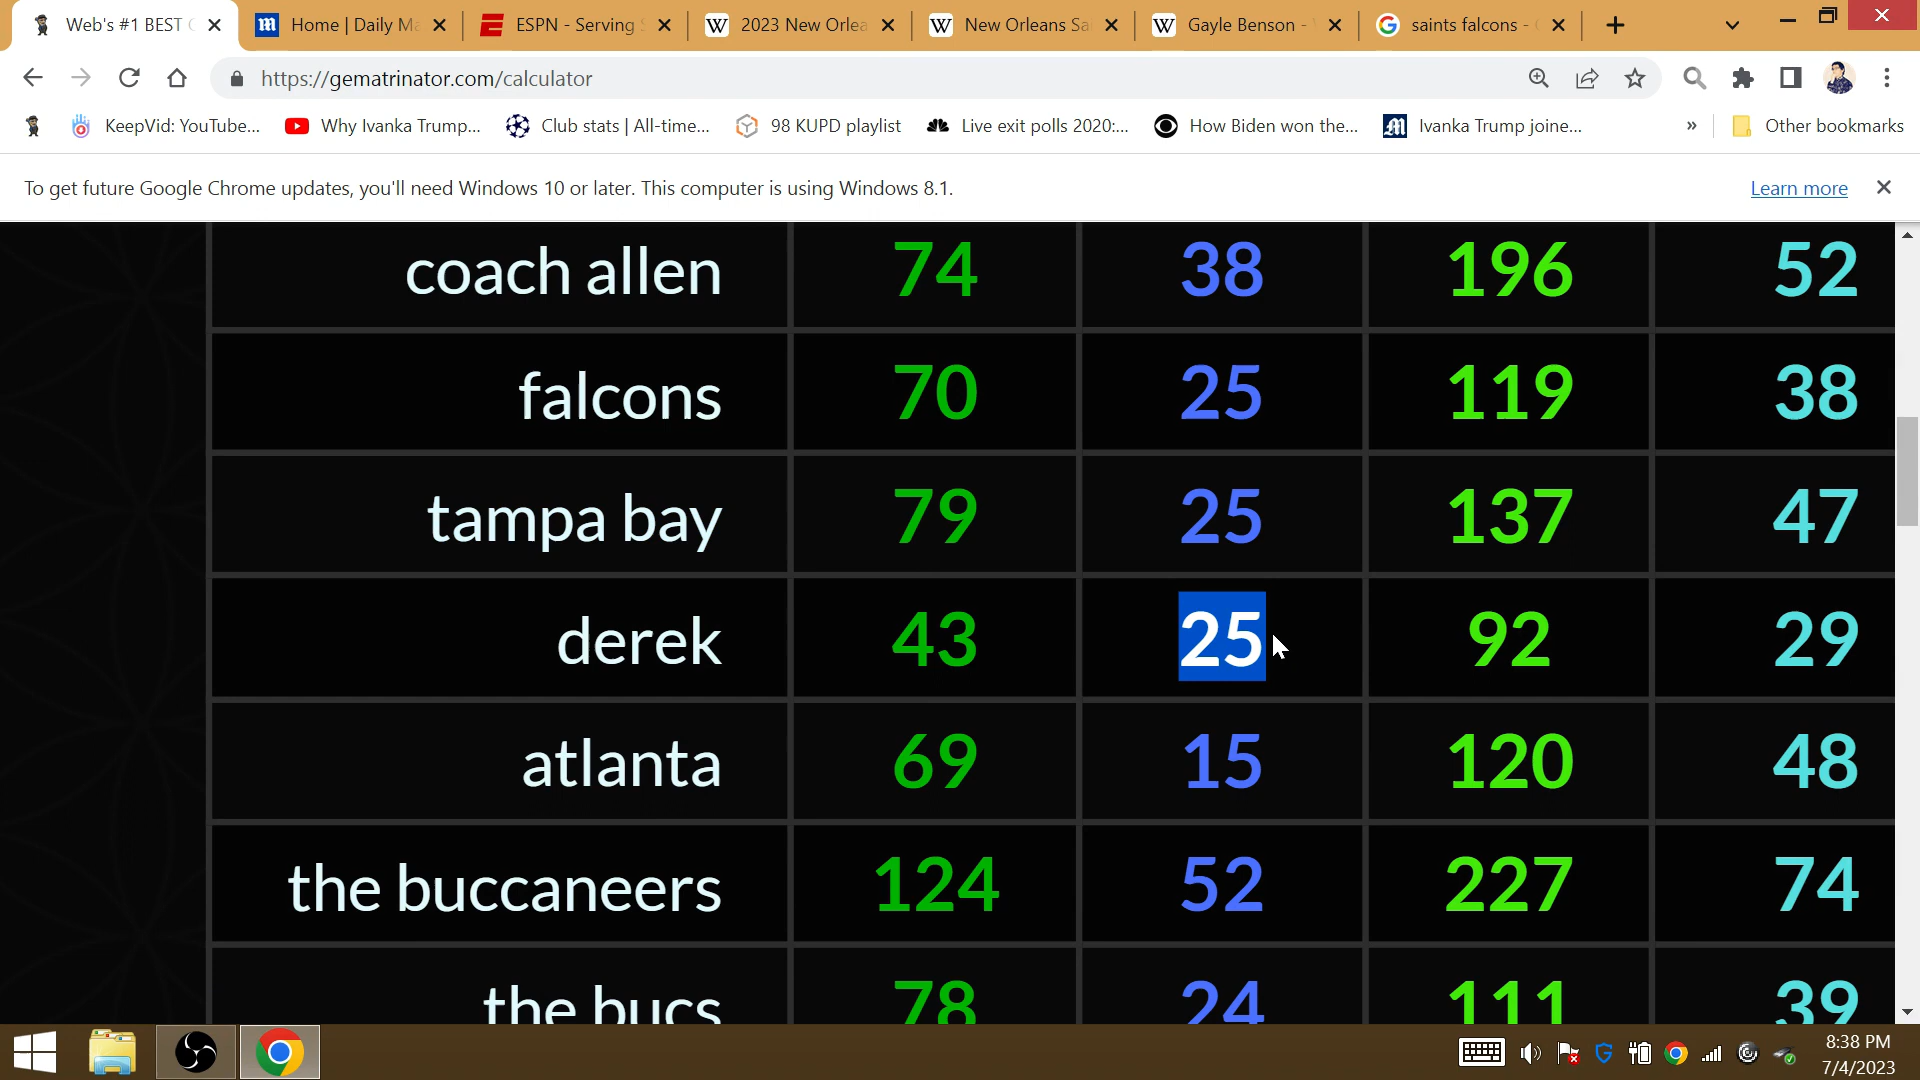 Web's #1 BEST
Home | Daily Ma
ESPN - Serving
2023 New Orlea
New Orleans Sa
Gayle Benson -
saints falcons -
https://gematrinator.com/calculator
KeepVid: YouTube...
Why Ivanka Trump...
Club stats | All-time...
98 KUPD playlist
Live exit polls 2020:...
How Biden won the...
Ivanka Trump joine...
»
Other bookmarks
To get future Google Chrome updates, you'll need Windows 10 or later. This computer is using Windows 8.1.
Learn more
coach allen 74 38 196 52
falcons 70 25 119 38
tampa bay 79 25 137 47
derek 43 25 92 29
atlanta 69 15 120 48
the buccaneers 124 52 227 74
the bucs 78 24 111 39
8:38 PM
7/4/2023